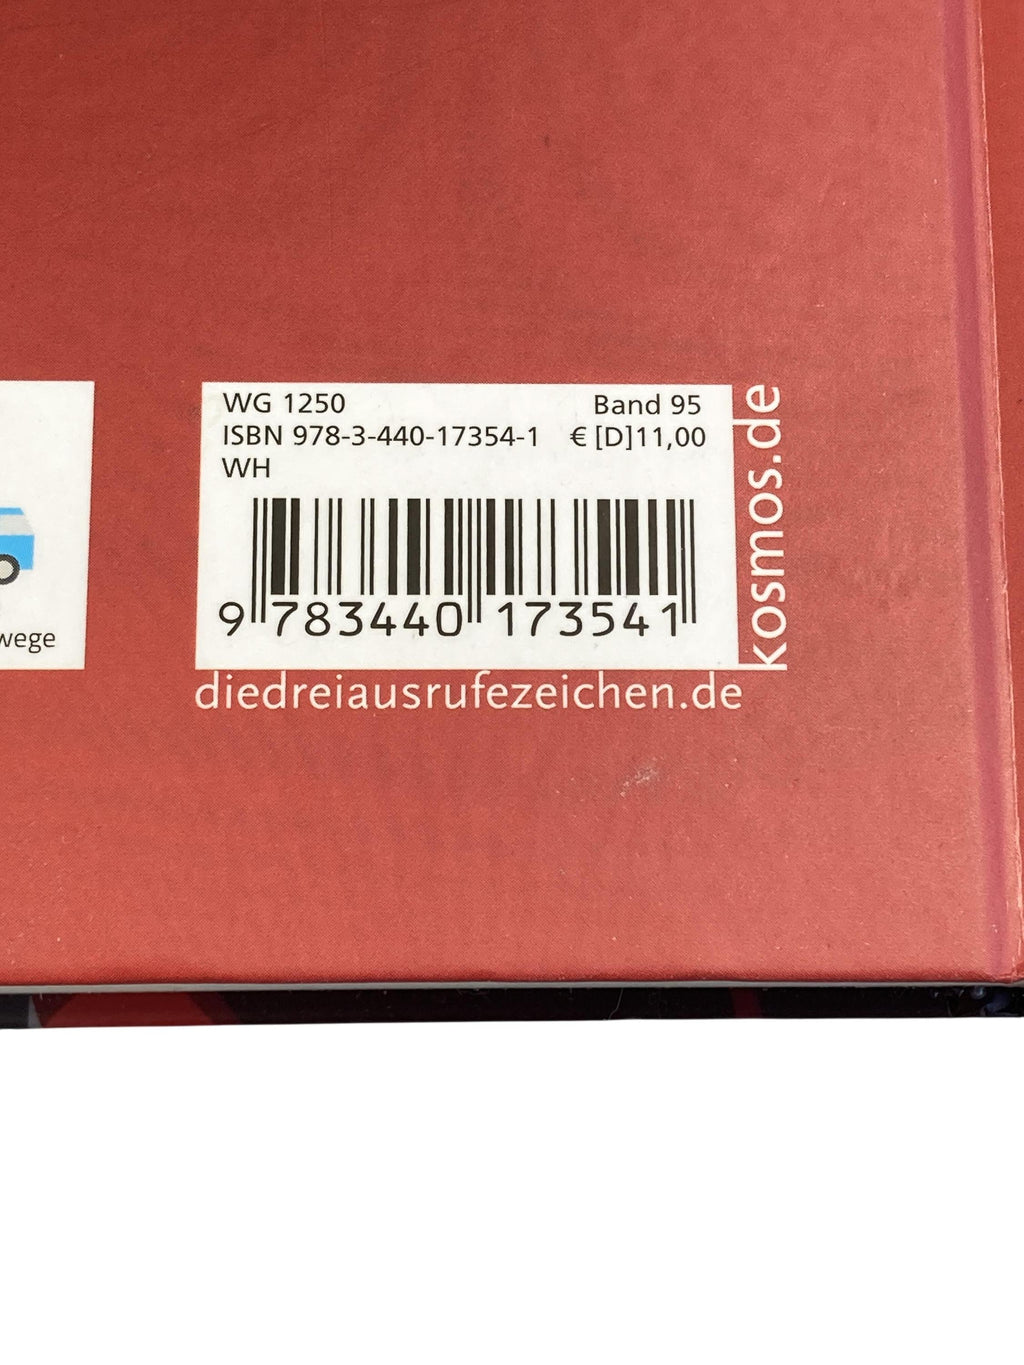 WG 1250 Band 95
ISBN 978-3-440-17354-1 € [D]11,00
WH
9 783440 173541
kosmos.de
diedreiausrufezeichen.de
wege